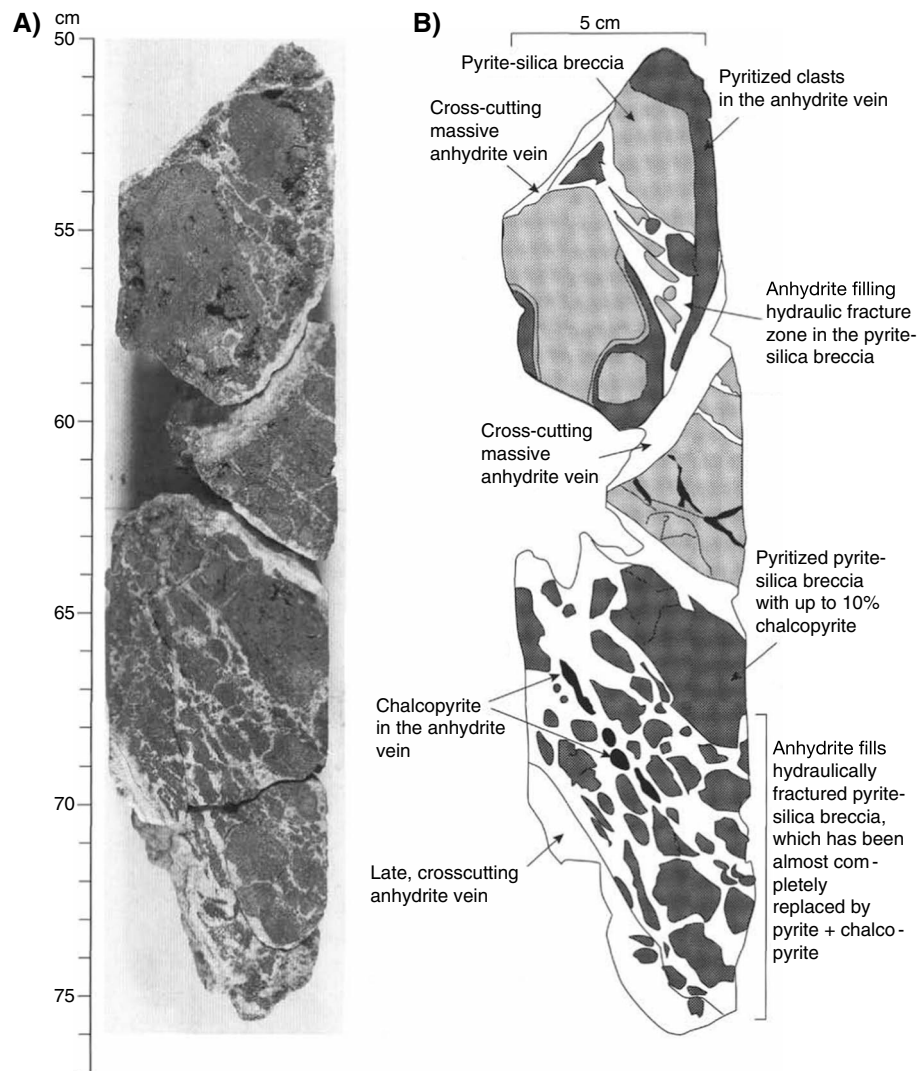 A)
cm
50
55
60
65
70
75
B)
5 cm
Pyrite-silica breccia
Pyritized clasts
in the anhydrite vein
Cross-cutting
massive
anhydrite vein
Anhydrite filling
hydraulic fracture
zone in the pyrite-
silica breccia
Cross-cutting
massive
anhydrite vein
Pyritized pyrite-
silica breccia
with up to 10%
chalcopyrite
Chalcopyrite
in the anhydrite
vein
Anhydrite fills
hydraulically
fractured pyrite-
silica breccia,
which has been
almost com-
pletely
replaced by
pyrite + chalco-
pyrite
Late, crosscutting
anhydrite vein